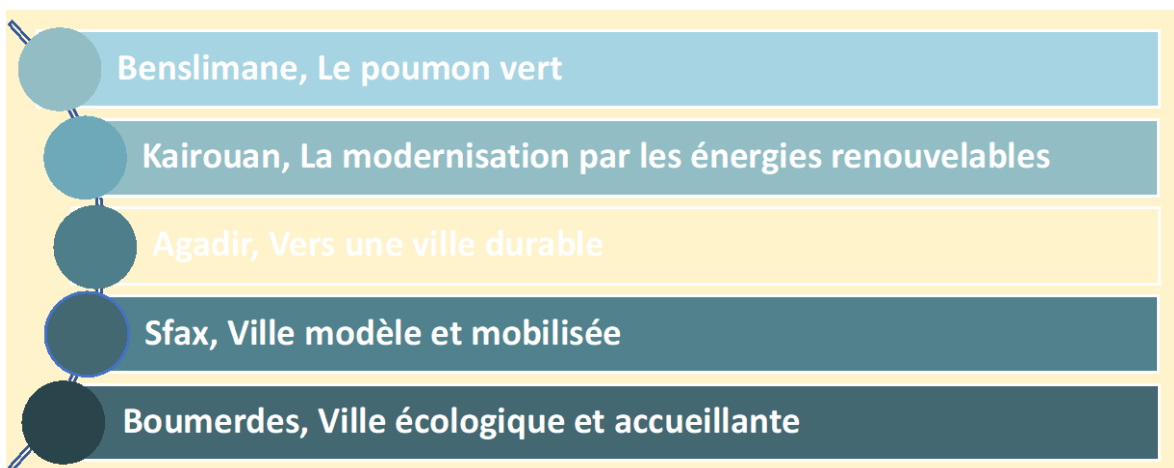 Benslimane, Le poumon vert
Kairouan, La modernisation par les énergies renouvelables
Agadir, Vers une ville durable
Sfax, Ville modèle et mobilisée
Boumerdes, Ville écologique et accueillante